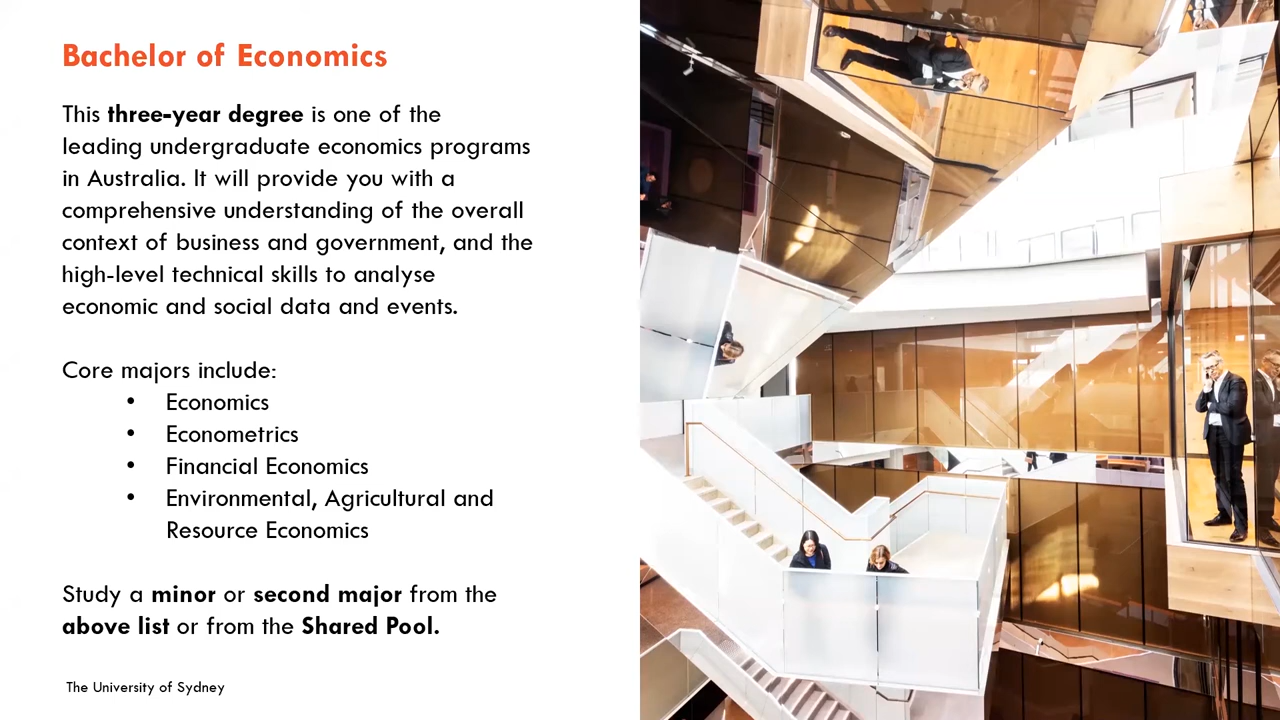 Bachelor of Economics
This three-year degree is one of the
leading undergraduate economics programs
in Australia. It will provide you with a
comprehensive understanding of the overall
context of business and government, and the
high-level technical skills to analyse
economic and social data and events.
Core majors include:
• Economics
• Econometrics
• Financial Economics
• Environmental, Agricultural and
Resource Economics
Study a minor or second major from the
above list or from the Shared Pool.
The University of Sydney